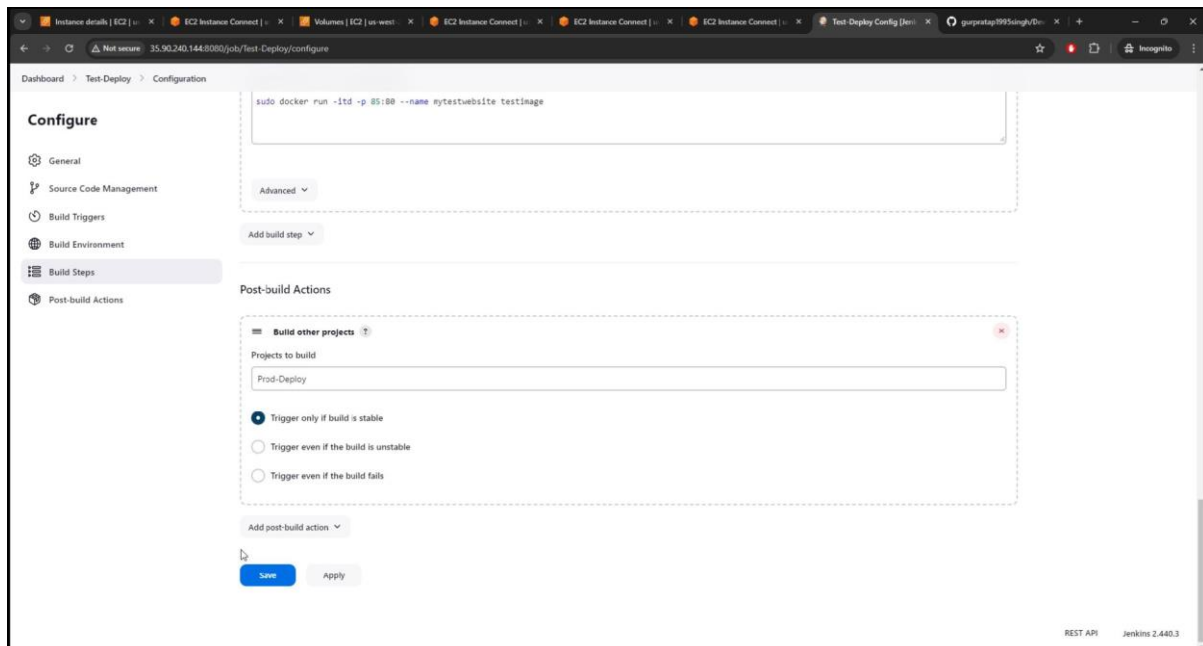 Instance details | EC2 | us
EC2 Instance Connect | u
Volumes | EC2 | us-west-
EC2 Instance Connect | u
EC2 Instance Connect | u
EC2 Instance Connect | u
Test-Deploy Config [Jenk
gurpratap1995singh/De
Not secure 35.90.240.144:8080/job/Test-Deploy/configure
Incognito
Dashboard > Test-Deploy > Configuration
sudo docker run -itd -p 85:80 --name mytestwebsite testimage
Configure
General
Source Code Management
Advanced
Build Triggers
Add build step
Build Environment
Build Steps
Post-build Actions
Post-build Actions
Build other projects ?
Projects to build
Prod-Deploy
Trigger only if build is stable
Trigger even if the build is unstable
Trigger even if the build fails
Add post-build action
Save Apply
REST API Jenkins 2.440.3